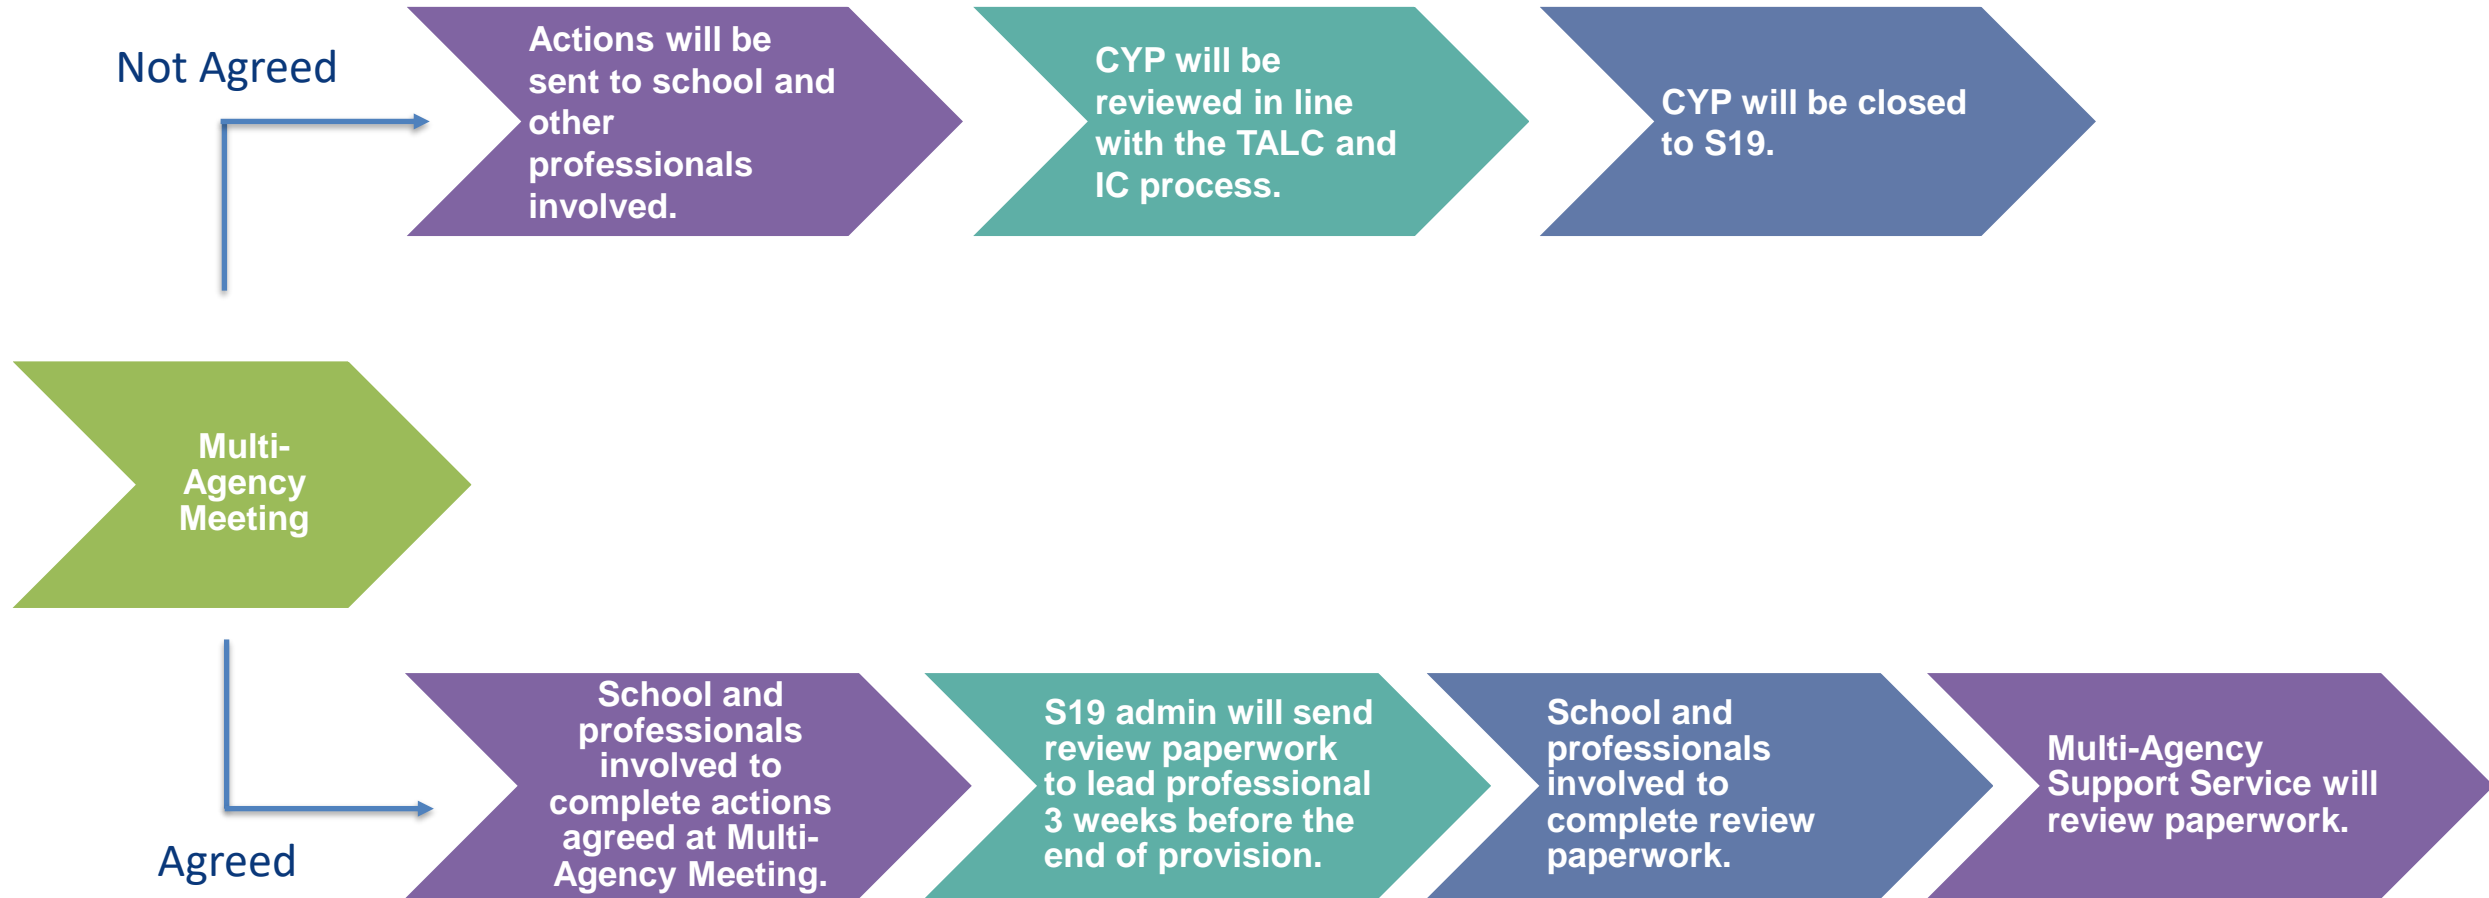 Not Agreed
Actions will be
sent to school and
other
professionals
involved.
CYP will be
reviewed in line
with the TALC and
IC process.
CYP will be closed
to S19.
Multi-
Agency
Meeting
Agreed
School and
professionals
involved to
complete actions
agreed at Multi-
Agency Meeting.
S19 admin will send
review paperwork
to lead professional
3 weeks before the
end of provision.
School and
professionals
involved to
complete review
paperwork.
Multi-Agency
Support Service will
review paperwork.